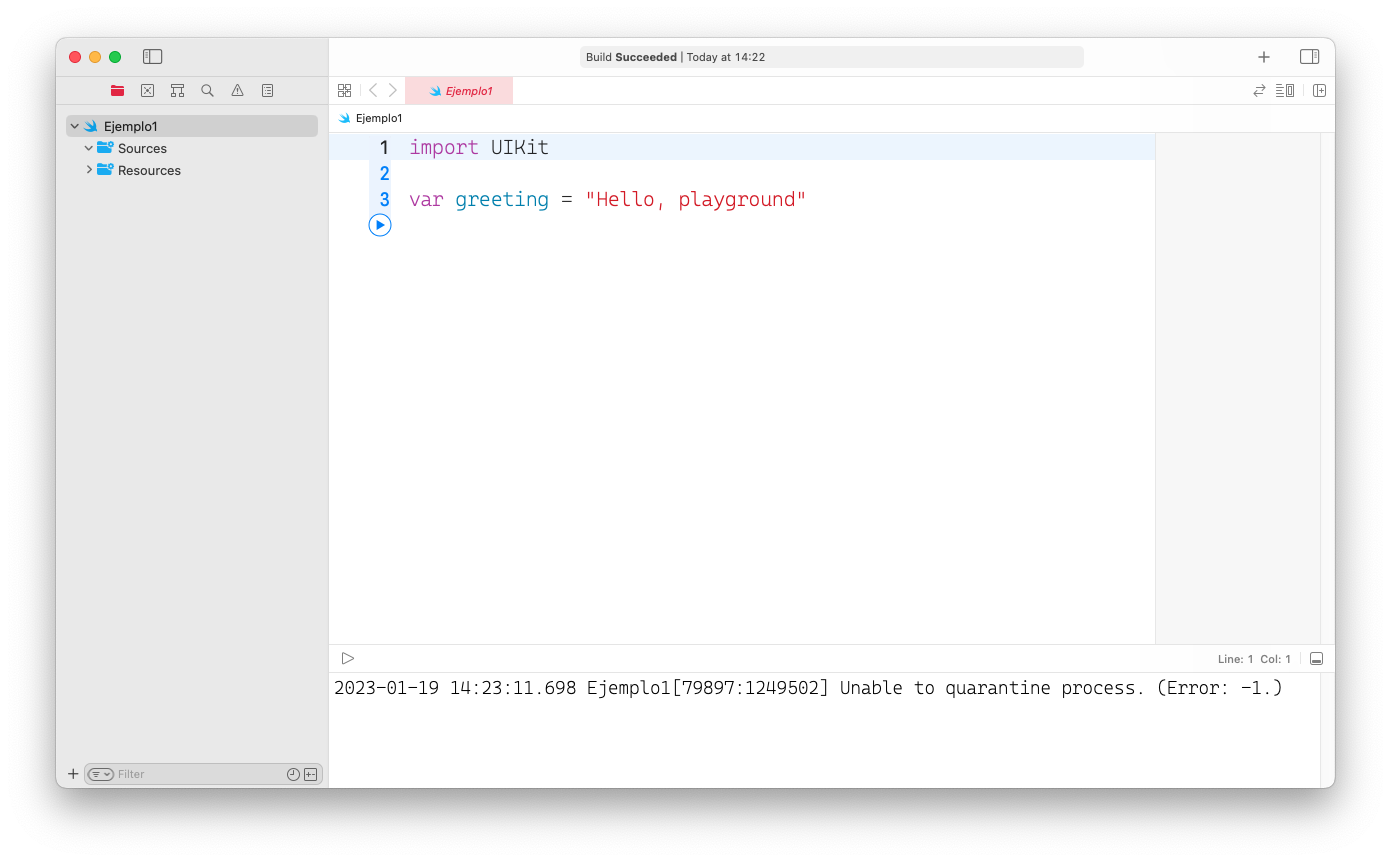 Build Succeeded | Today at 14:22
Ejemplo1
Ejemplo1
Ejemplo1
Sources
Resources
1 import UIKit
2
3 var greeting = "Hello, playground"
Line: 1 Col: 1
2023-01-19 14:23:11.698 Ejemplo1[79897:1249502] Unable to quarantine process. (Error: -1.)
Filter